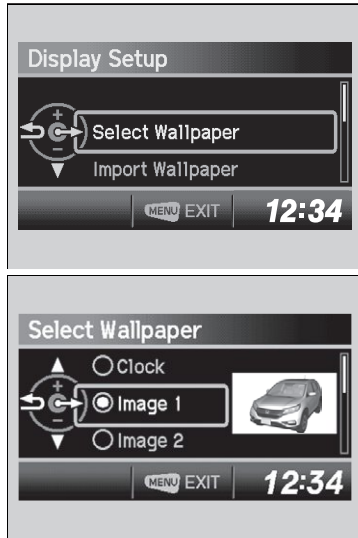 Display Setup
+
Select Wallpaper
−
Import Wallpaper
MENU EXIT
12:34
Select Wallpaper
Clock
+
Image 1
−
Image 2
MENU EXIT
12:34